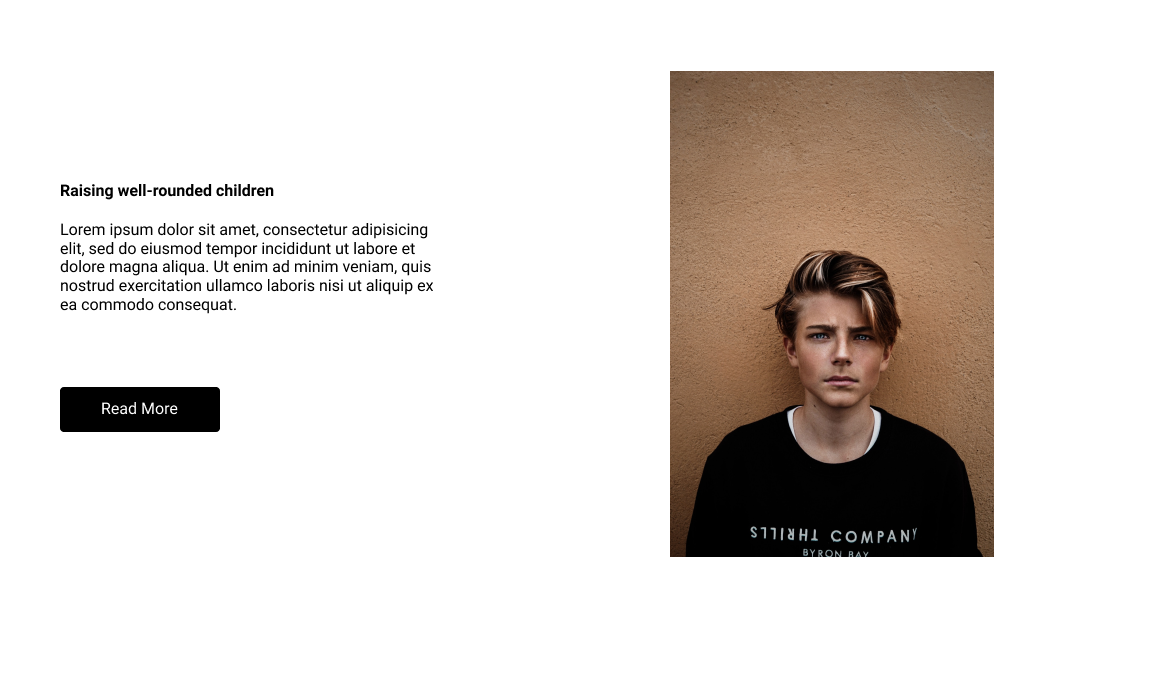 Raising well-rounded children
Lorem ipsum dolor sit amet, consectetur adipisicing
elit, sed do eiusmod tempor incididunt ut labore et
dolore magna aliqua. Ut enim ad minim veniam, quis
nostrud exercitation ullamco laboris nisi ut aliquip ex
ea commodo consequat.
Read More
THRILLS COMPANY
BYRON BAY